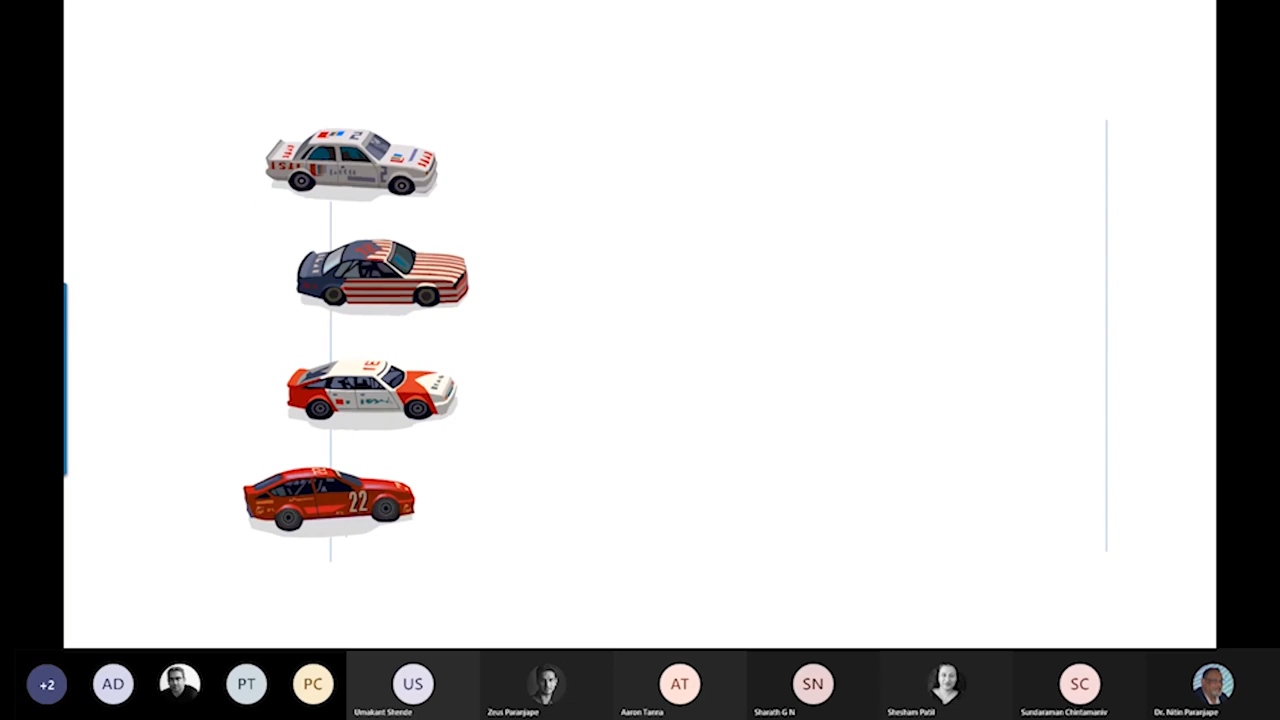 22
+2
AD
PT
PC
US
AT
SN
SC
Umakant Shende
Zeus Paranjape
Aaron Tanna
Sharath G N
Shesham Patil
Sundaraman Chintamaniv
Dr. Nitin Paranjape